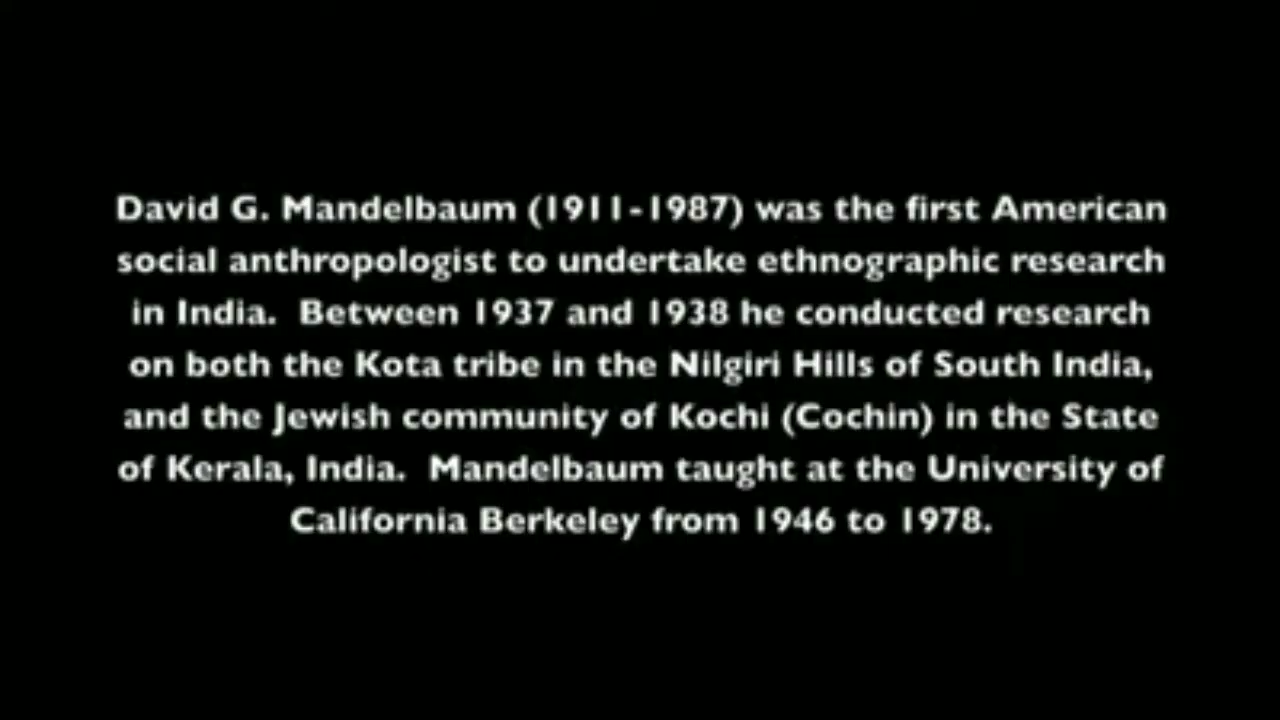 David G. Mandelbaum (1911-1987) was the first American
social anthropologist to undertake ethnographic research
in India.  Between 1937 and 1938 he conducted research
on both the Kota tribe in the Nilgiri Hills of South India,
and the Jewish community of Kochi (Cochin) in the State
of Kerala, India.  Mandelbaum taught at the University of
California Berkeley from 1946 to 1978.